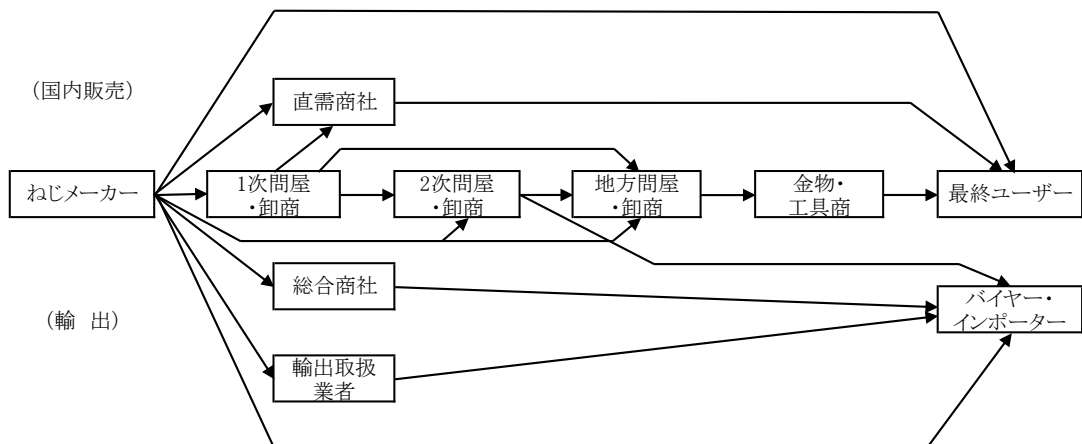 (国内販売)
直需商社
ねじメーカー
1次問屋
・卸商
2次問屋
・卸商
地方問屋
・卸商
金物・
工具商
最終ユーザー
総合商社
(輸 出)
バイヤー・
インポーター
輸出取扱
業者